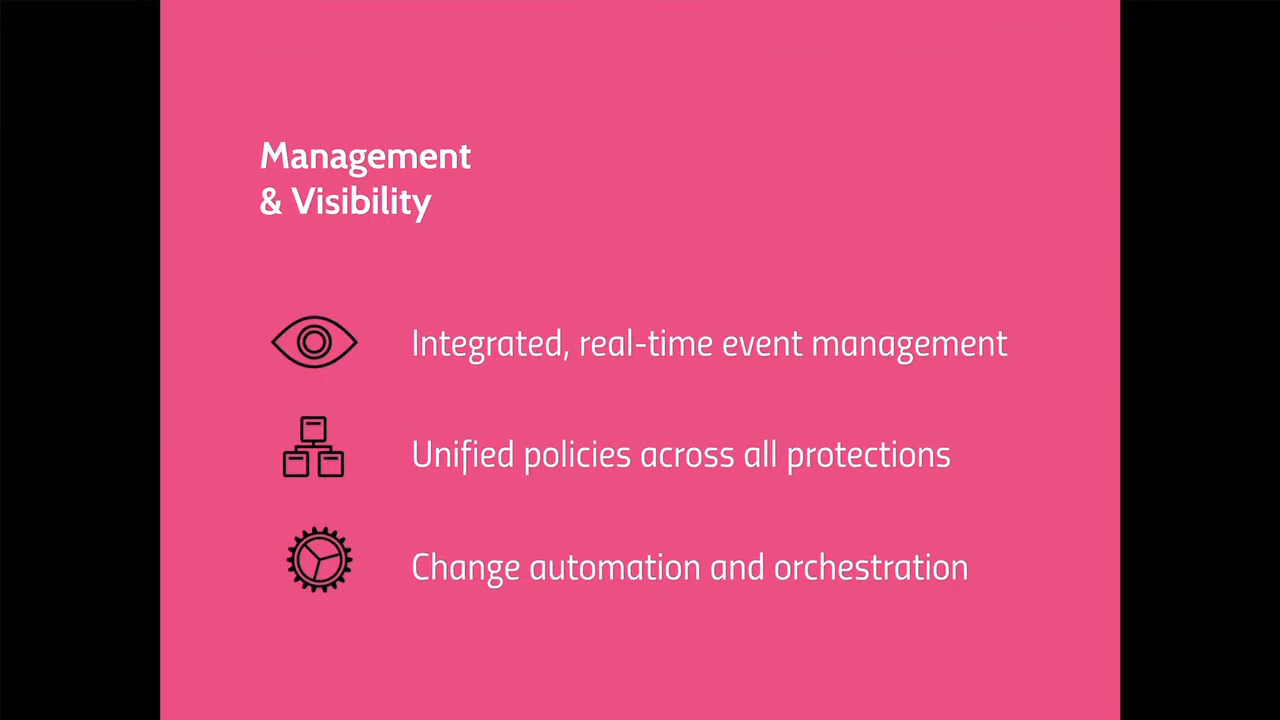 Management
& Visibility
Integrated, real-time event management
Unified policies across all protections
Change automation and orchestration